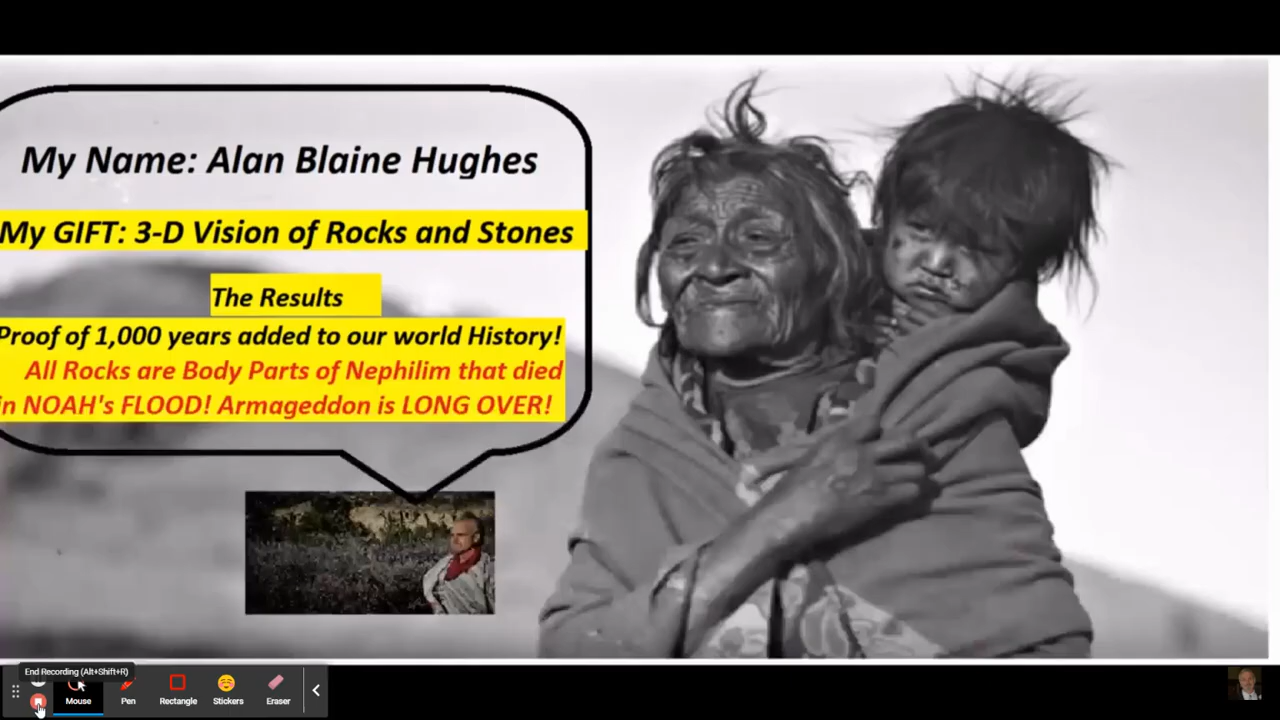 My Name: Alan Blaine Hughes
My GIFT: 3-D Vision of Rocks and Stones
The Results
Proof of 1,000 years added to our world History!
All Rocks are Body Parts of Nephilim that died
in NOAH's FLOOD! Armageddon is LONG OVER!
End Recording (Alt+Shift+R)
Mouse
Pen
Rectangle
Stickers
Eraser